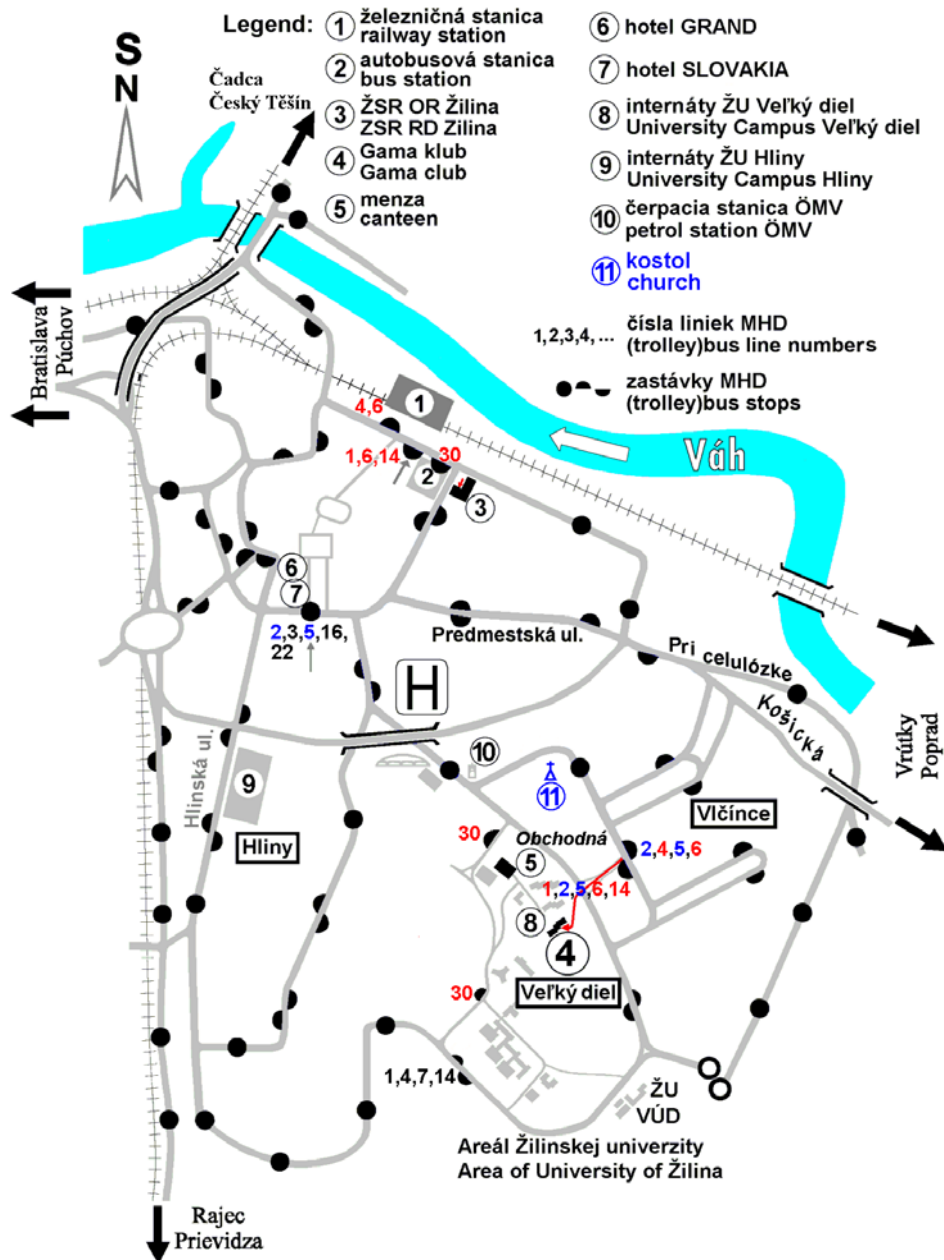 Legend:
1 železničná stanica
railway station
2 autobusová stanica
bus station
3 ŽSR OR Žilina
ZSR RD Zilina
4 Gama klub
Gama club
5 menza
canteen
6 hotel GRAND
7 hotel SLOVAKIA
8 internáty ŽU Veľký diel
University Campus Veľký diel
9 internáty ŽU Hliny
University Campus Hliny
10 čerpacia stanica ÖMV
petrol station ÖMV
11 kostol
church
1,2,3,4, ... čísla liniek MHD
(trolley)bus line numbers
zastávky MHD
(trolley)bus stops
S
N
Čadca
Český Těšín
Bratislava
Púchov
4,6
1
1,6,14
30
2
3
Váh
6
7
2,3,5,16,
22
Predmestská ul.
Pri celulózke
Košická
Vrútky
Poprad
H
10
11
Hlinská ul.
9
Hliny
Vlčínce
30
Obchodná
5
2,4,5,6
1,2,5,6,14
8
4
Veľký diel
30
1,4,7,14
ŽU
VÚD
Areál Žilinskej univerzity
Area of University of Žilina
Rajec
Prievidza